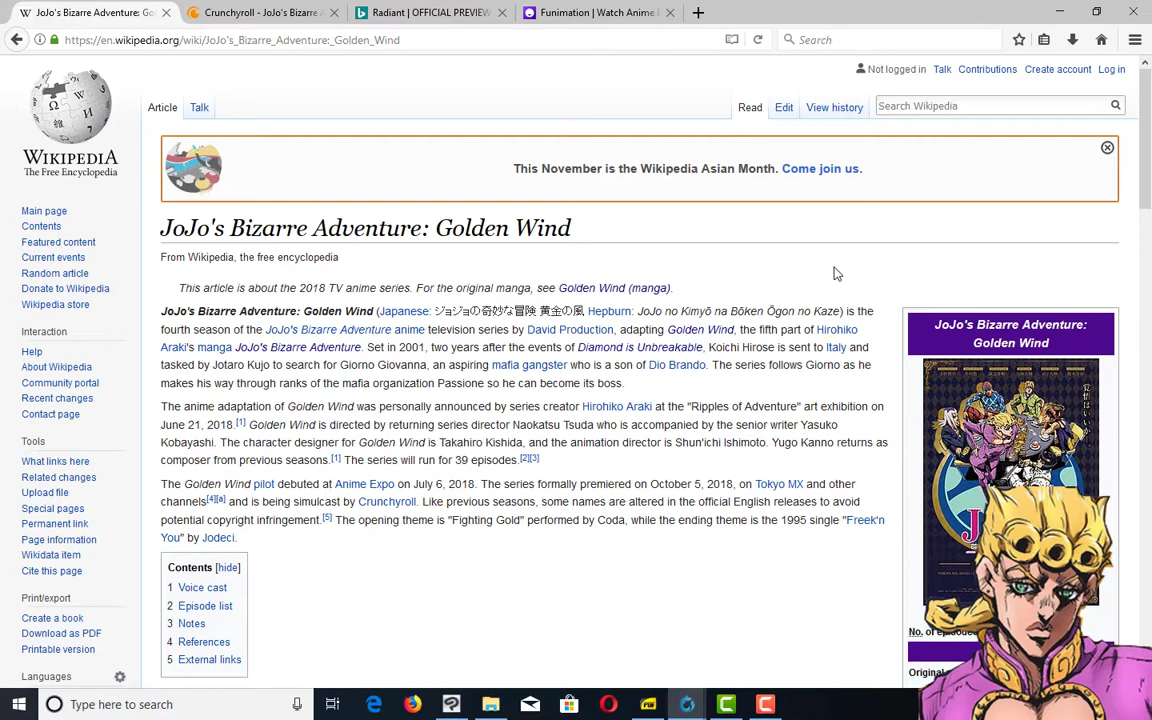 JoJo's Bizarre Adventure: Go
Crunchyroll - JoJo's Bizarre A
Radiant | OFFICIAL PREVIEW
Funimation | Watch Anime
https://en.wikipedia.org/wiki/JoJo's_Bizarre_Adventure:_Golden_Wind
Search
Not logged in Talk Contributions Create account Log in
Article Talk Read Edit View history Search Wikipedia
WIKIPEDIA
The Free Encyclopedia
This November is the Wikipedia Asian Month. Come join us.
Main page
Contents
Featured content
Current events
Random article
Donate to Wikipedia
Wikipedia store
Interaction
Help
About Wikipedia
Community portal
Recent changes
Contact page
Tools
What links here
Related changes
Upload file
Special pages
Permanent link
Page information
Wikidata item
Cite this page
Print/export
Create a book
Download as PDF
Printable version
Languages
JoJo's Bizarre Adventure: Golden Wind
From Wikipedia, the free encyclopedia
This article is about the 2018 TV anime series. For the original manga, see Golden Wind (manga).
JoJo's Bizarre Adventure: Golden Wind (Japanese: ジョジョの奇妙な冒険 黄金の風 Hepburn: JoJo no Kimyō na Bōken Ōgon no Kaze) is the
fourth season of the JoJo's Bizarre Adventure anime television series by David Production, adapting Golden Wind, the fifth part of Hirohiko
Araki's manga JoJo's Bizarre Adventure. Set in 2001, two years after the events of Diamond is Unbreakable, Koichi Hirose is sent to Italy and
tasked by Jotaro Kujo to search for Giorno Giovanna, an aspiring mafia gangster who is a son of Dio Brando. The series follows Giorno as he
makes his way through ranks of the mafia organization Passione so he can become its boss.
The anime adaptation of Golden Wind was personally announced by series creator Hirohiko Araki at the "Ripples of Adventure" art exhibition on
June 21, 2018.[1] Golden Wind is directed by returning series director Naokatsu Tsuda who is accompanied by the senior writer Yasuko
Kobayashi. The character designer for Golden Wind is Takahiro Kishida, and the animation director is Shun'ichi Ishimoto. Yugo Kanno returns as
composer from previous seasons.[1] The series will run for 39 episodes.[2][3]
The Golden Wind pilot debuted at Anime Expo on July 6, 2018. The series formally premiered on October 5, 2018, on Tokyo MX and other
channels[4][a] and is being simulcast by Crunchyroll. Like previous seasons, some names are altered in the official English releases to avoid
potential copyright infringement.[5] The opening theme is "Fighting Gold" performed by Coda, while the ending theme is the 1995 single "Freek'n
You" by Jodeci.
Contents [hide]
1 Voice cast
2 Episode list
3 Notes
4 References
5 External links
JoJo's Bizarre Adventure:
Golden Wind
No. of episodes
Original
Type here to search